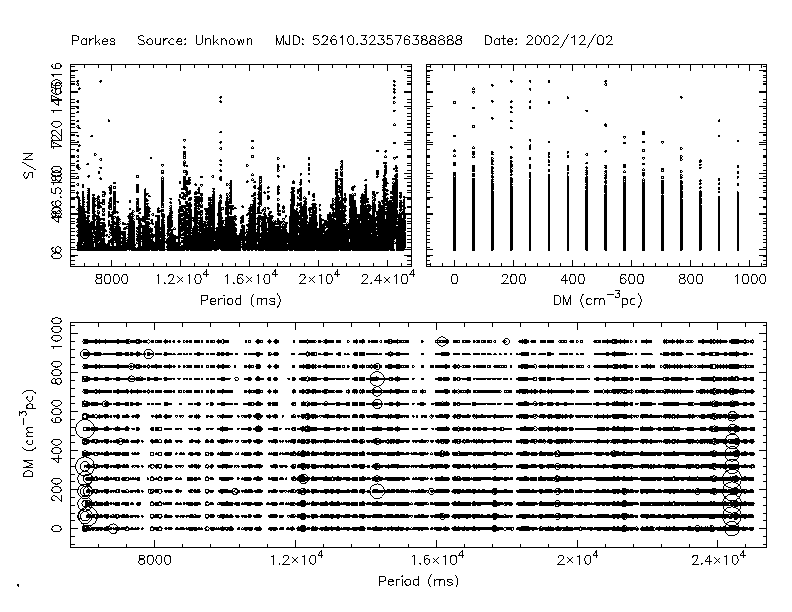 Parkes Source: Unknown MJD: 52610.323576388888 Date: 2002/12/02
S/N
8000 1.2×10⁴ 1.6×10⁴ 2×10⁴ 2.4×10⁴
Period (ms)
0 200 400 600 800 1000
DM (cm⁻³pc)
0 200 400 600 800 1000
DM (cm⁻³pc)
8000 1.2×10⁴ 1.6×10⁴ 2×10⁴ 2.4×10⁴
Period (ms)